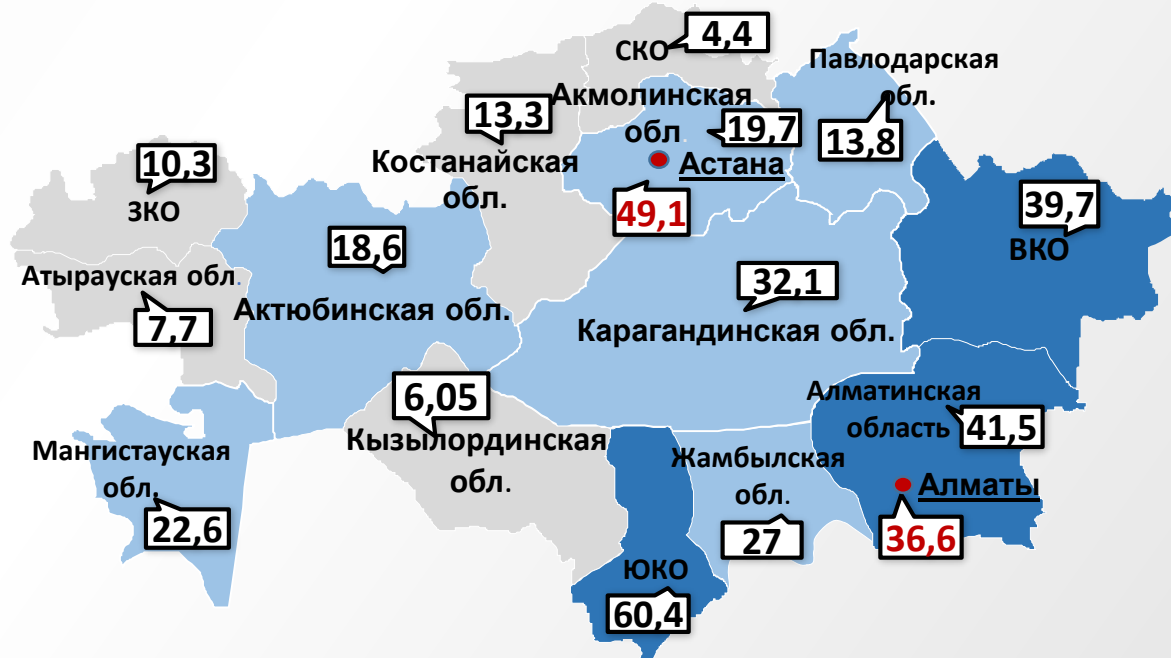 СКО
4,4
Павлодарская
обл.
13,8
Акмолинская
обл.
19,7
13,3
Костанайская
обл.
Астана
49,1
10,3
ЗКО
39,7
ВКО
18,6
Актюбинская обл.
Атырауская обл.
7,7
32,1
Карагандинская обл.
6,05
Кызылординская
обл.
Алматинская
область
41,5
Мангистауская
обл.
22,6
Жамбылская
обл.
27
Алматы
36,6
ЮКО
60,4